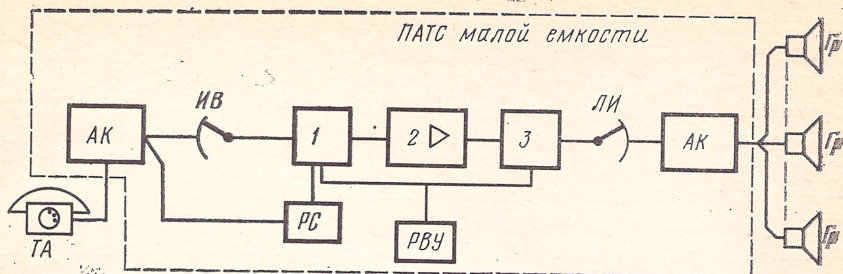 ПАТС малой емкости
Гр
ИВ
ЛИ
АК
1
2
3
АК
Гр
РС
ТА
РВУ
Гр